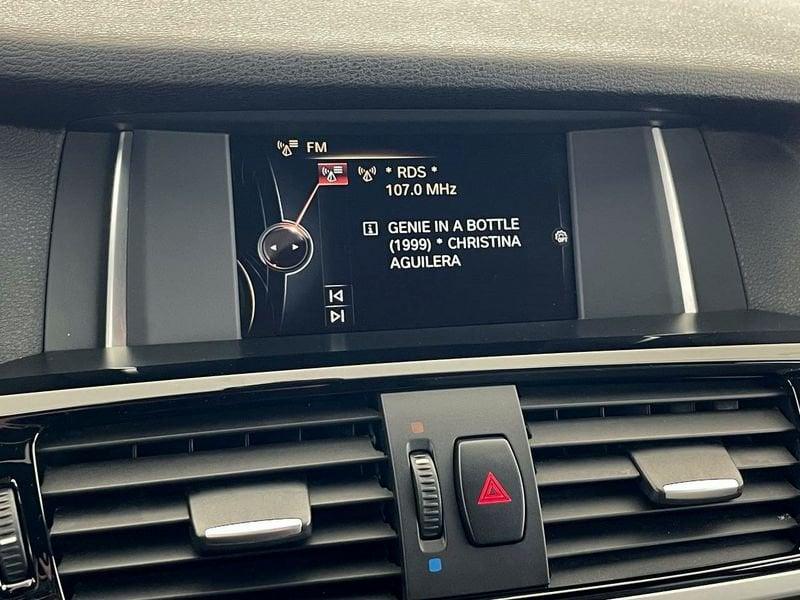 FM
* RDS *
107.0 MHz
GENIE IN A BOTTLE
(1999) * CHRISTINA
AGUILERA